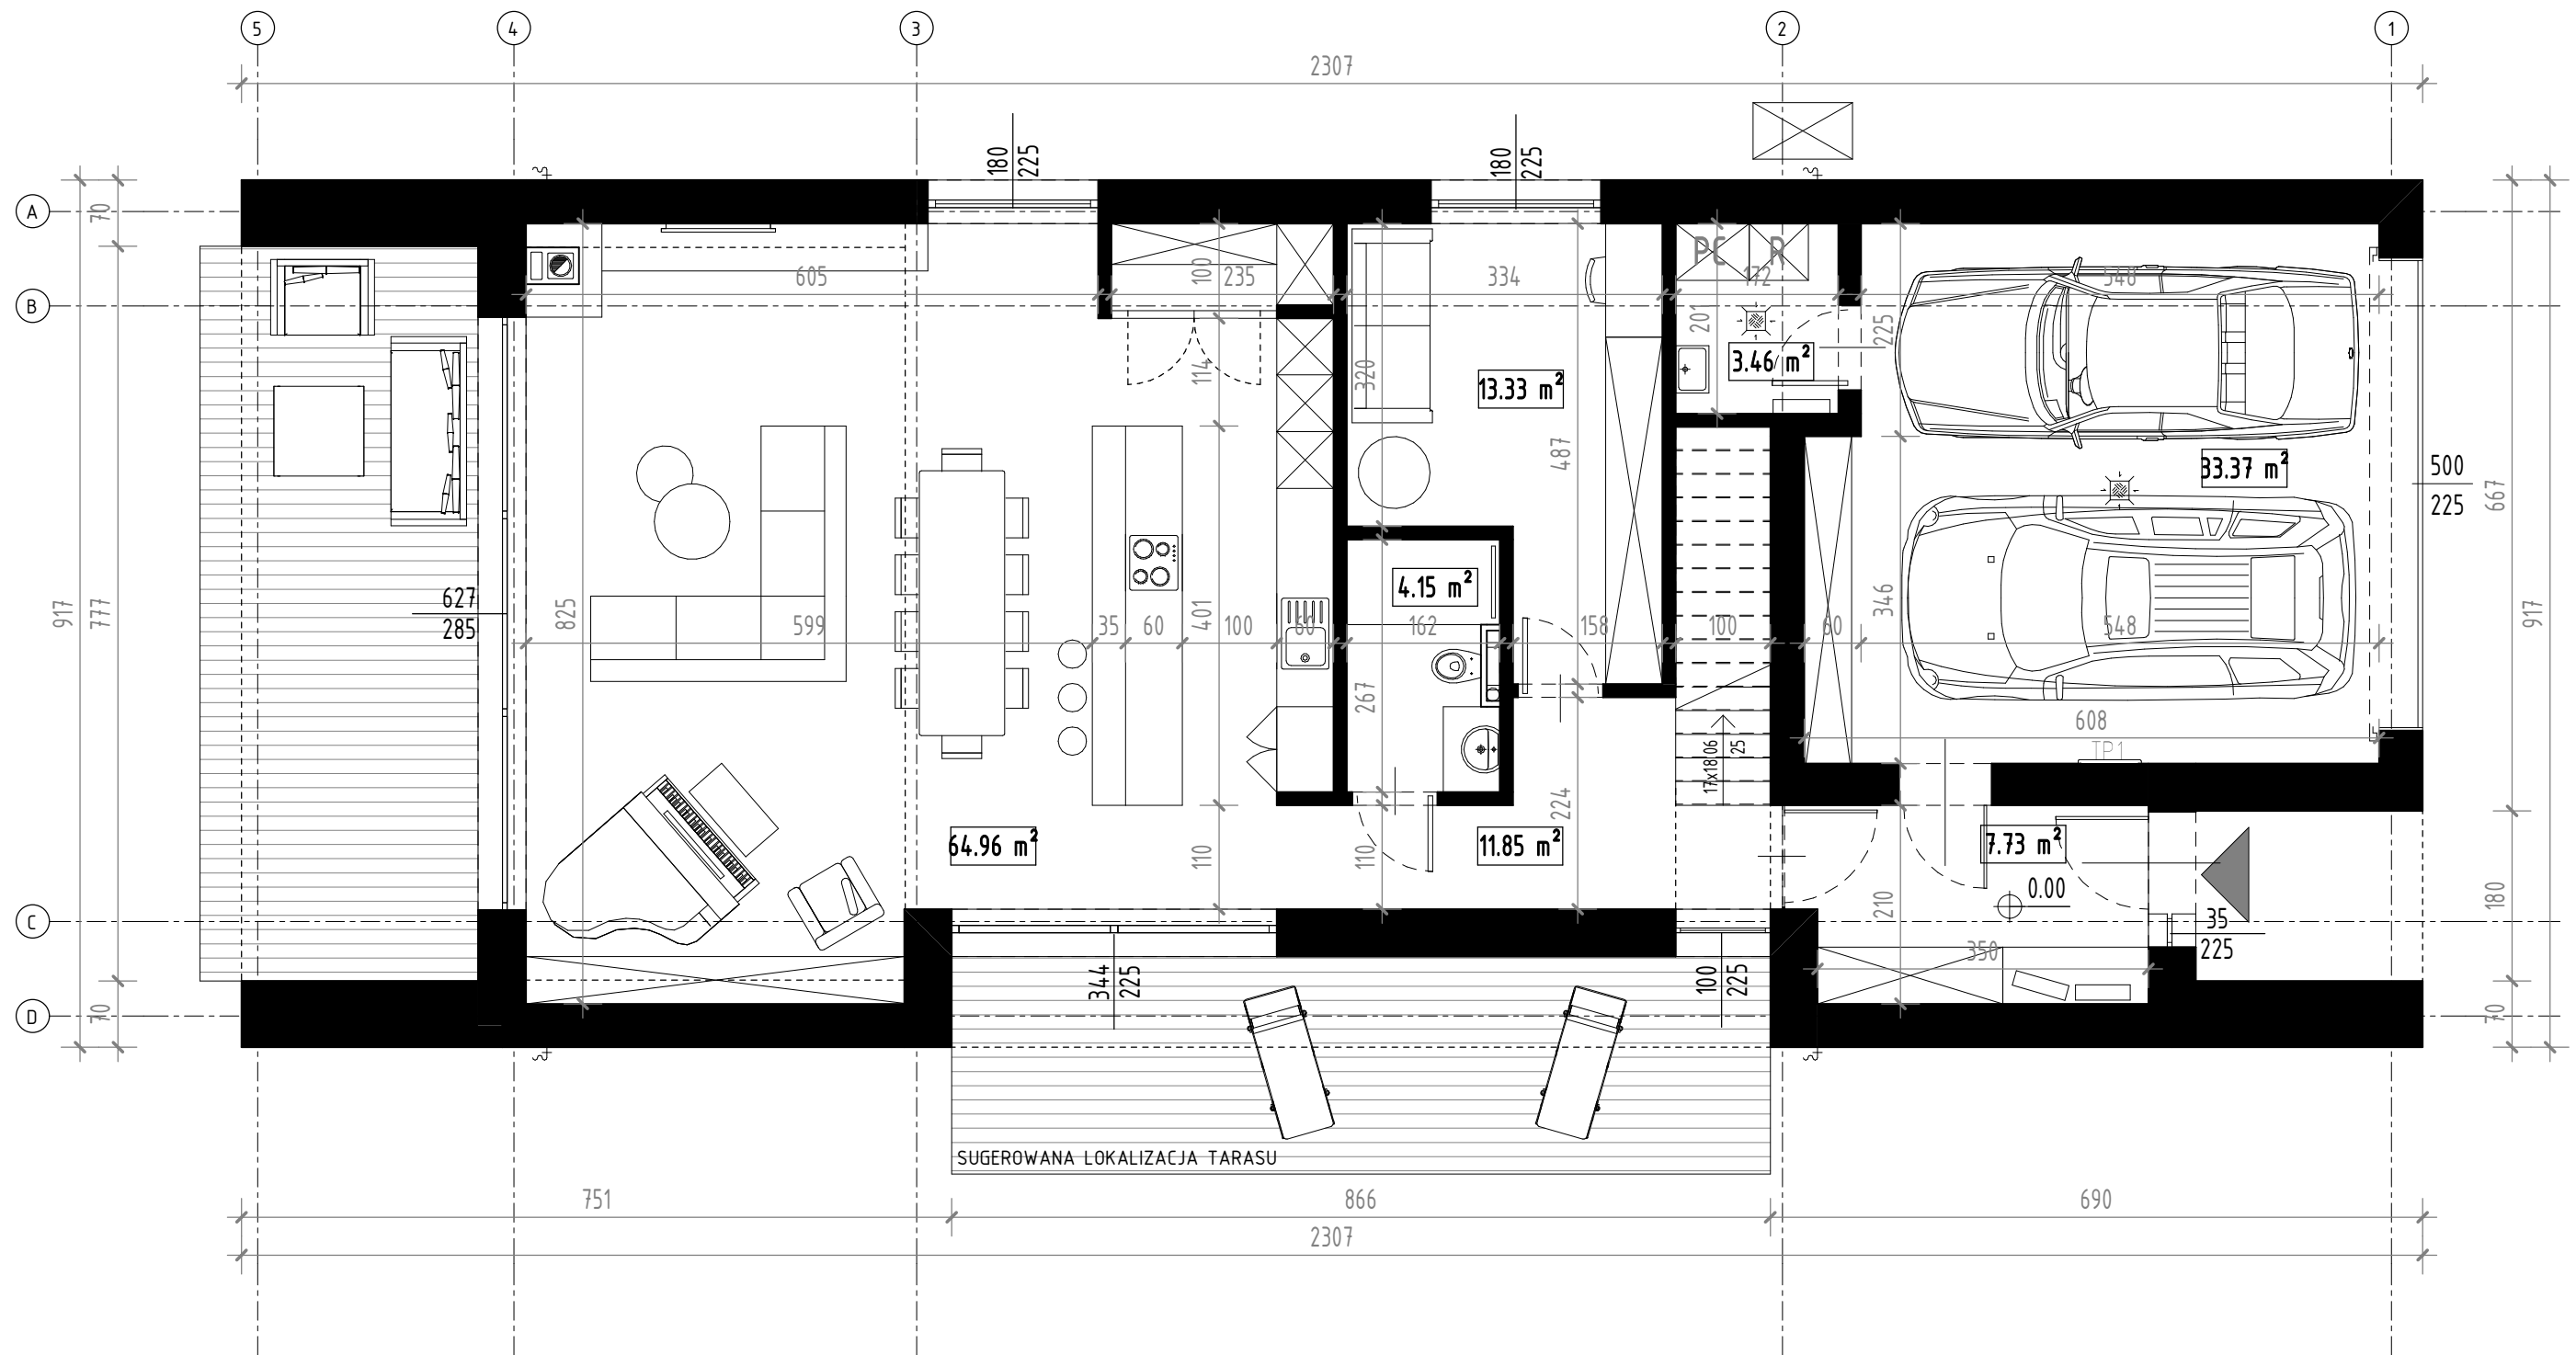 5 4 3 2 1
2307
180 225 180 225
A 70 70
PC R
605 100 235 334 172 548
B
201 225
3.46 m²
114 320 13.33 m²
487 33.37 m² 500
225
667
917 777 4.15 m²
627
285
825 599 35 60 401 100 60 162 158 100 60 346 548 917
267
608
TP1
17x18.06
25
224
64.96 m² 110 110 11.85 m² 7.73 m²
0.00
210 180
C 35
225
350
344 225 100 225
D 70 70
SUGEROWANA LOKALIZACJA TARASU
751 866 690
2307